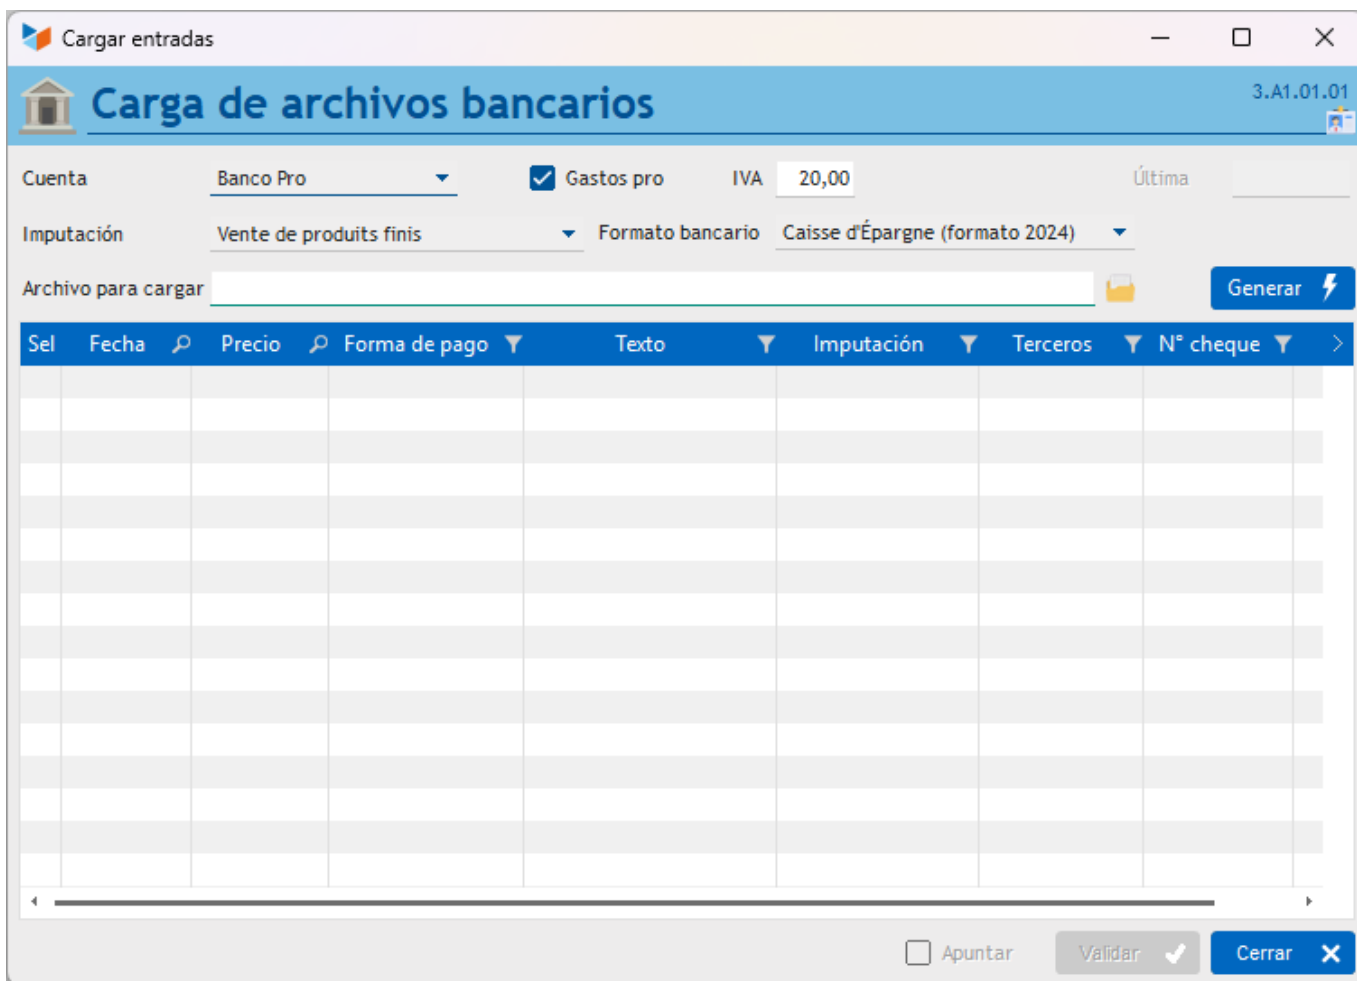 Cargar entradas
Carga de archivos bancarios 3.A1.01.01
Cuenta Banco Pro Gastos pro IVA 20,00 Última
Imputación Vente de produits finis Formato bancario Caisse d'Épargne (formato 2024)
Archivo para cargar Generar
Sel Fecha Precio Forma de pago Texto Imputación Terceros N° cheque
Apuntar Validar Cerrar